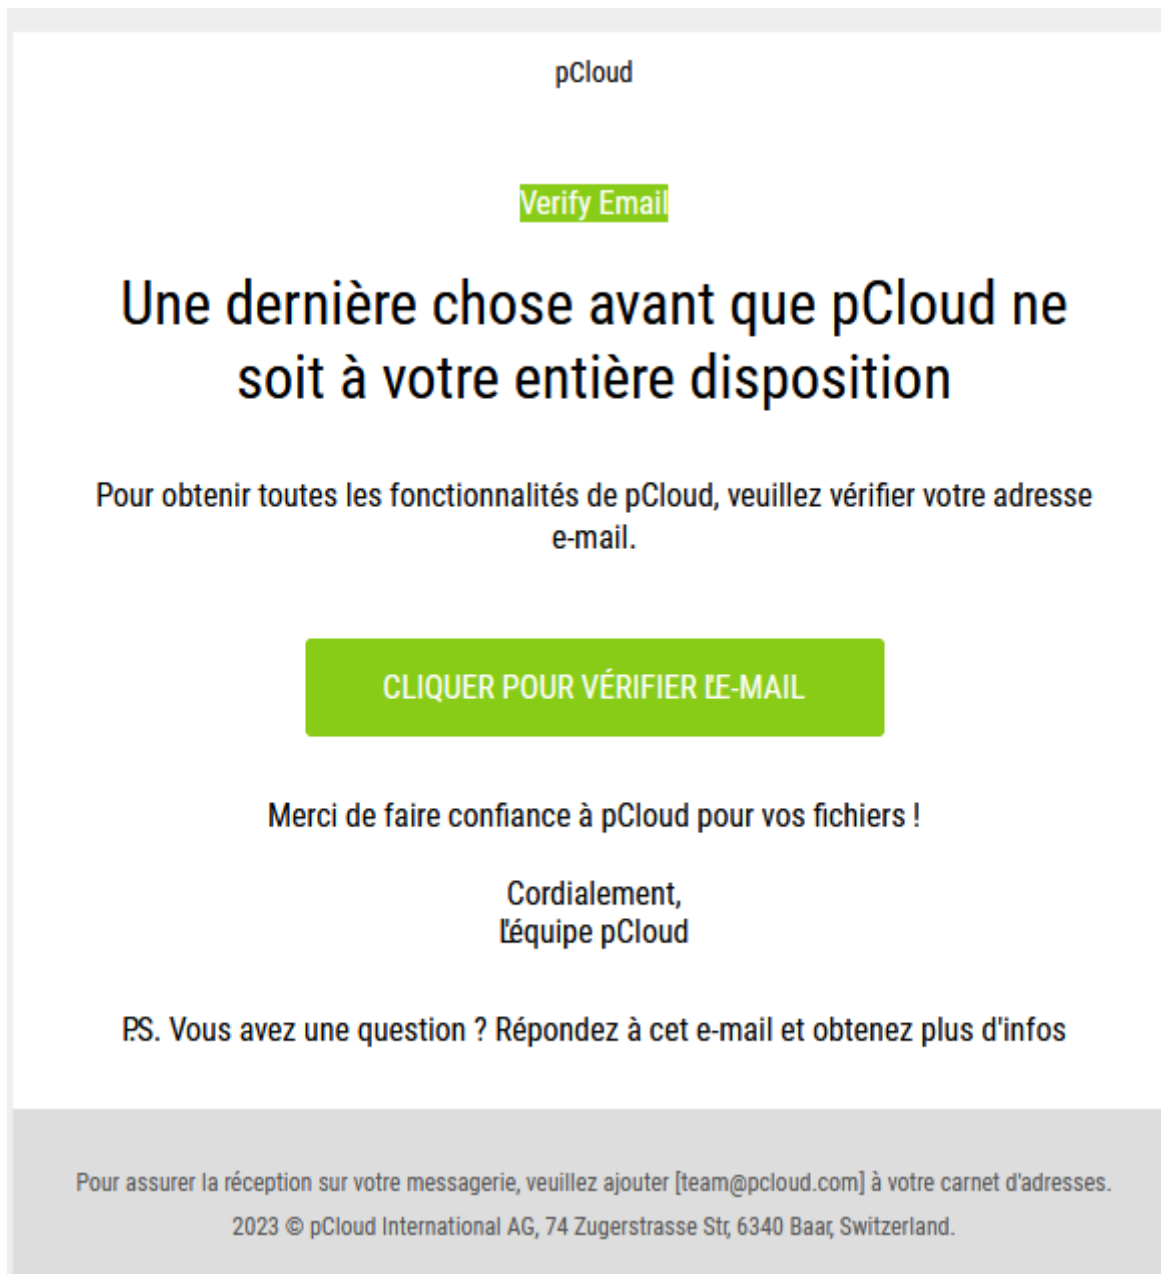 pCloud
Verify Email
Une dernière chose avant que pCloud ne
soit à votre entière disposition
Pour obtenir toutes les fonctionnalités de pCloud, veuillez vérifier votre adresse
e-mail.
CLIQUER POUR VÉRIFIER L'E-MAIL
Merci de faire confiance à pCloud pour vos fichiers !
Cordialement,
L'équipe pCloud
P.S. Vous avez une question ? Répondez à cet e-mail et obtenez plus d'infos
Pour assurer la réception sur votre messagerie, veuillez ajouter [team@pcloud.com] à votre carnet d'adresses.
2023 © pCloud International AG, 74 Zugerstrasse Str, 6340 Baar, Switzerland.